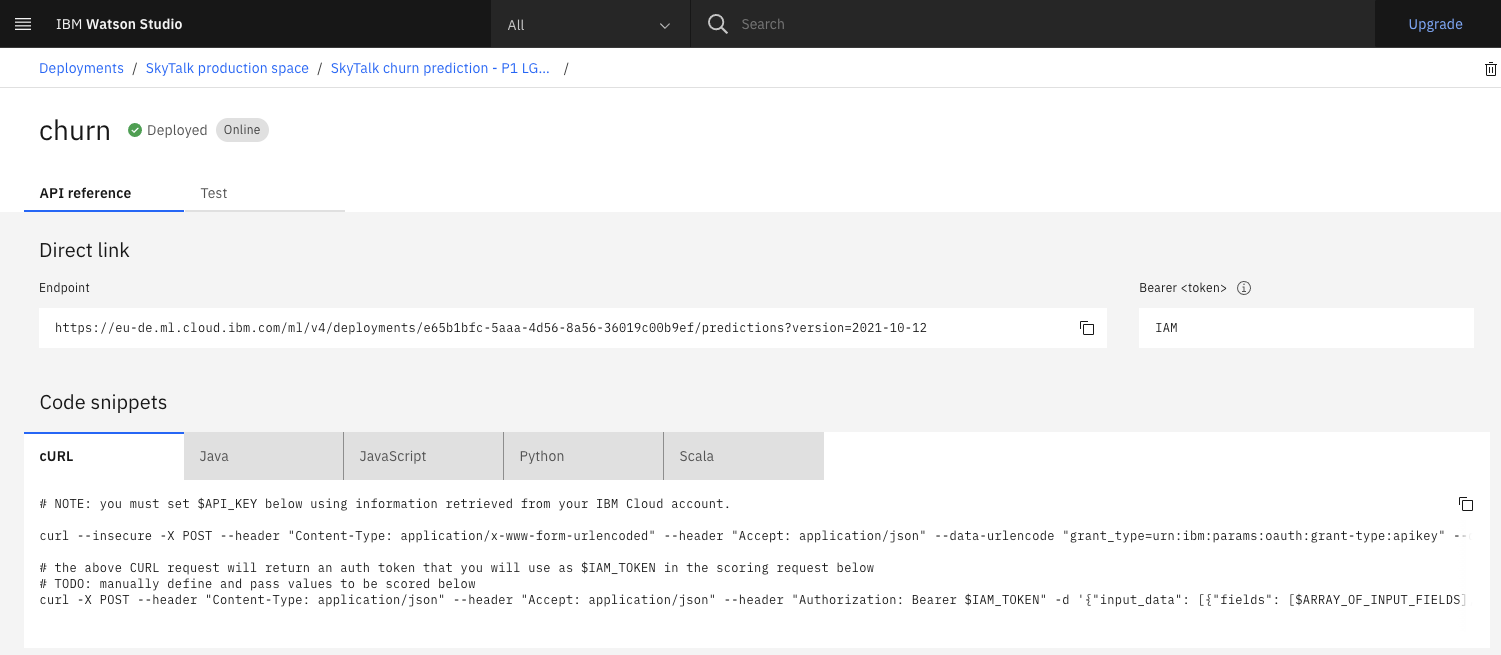 IBM Watson Studio
All
Search
Upgrade
Deployments / SkyTalk production space / SkyTalk churn prediction - P1 LG... /
churn
Deployed
Online
API reference
Test
Direct link
Endpoint
Bearer <token>
https://eu-de.ml.cloud.ibm.com/ml/v4/deployments/e65b1bfc-5aaa-4d56-8a56-36019c00b9ef/predictions?version=2021-10-12
IAM
Code snippets
cURL
Java
JavaScript
Python
Scala
# NOTE: you must set $API_KEY below using information retrieved from your IBM Cloud account.
curl --insecure -X POST --header "Content-Type: application/x-www-form-urlencoded" --header "Accept: application/json" --data-urlencode "grant_type=urn:ibm:params:oauth:grant-type:apikey" --
# the above CURL request will return an auth token that you will use as $IAM_TOKEN in the scoring request below
# TODO: manually define and pass values to be scored below
curl -X POST --header "Content-Type: application/json" --header "Accept: application/json" --header "Authorization: Bearer $IAM_TOKEN" -d '{"input_data": [{"fields": [$ARRAY_OF_INPUT_FIELDS]